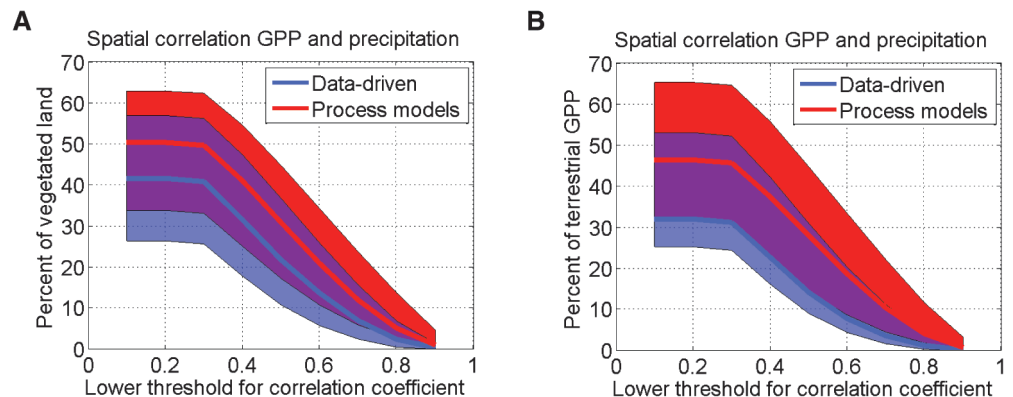 A
Spatial correlation GPP and precipitation
Data-driven
Process models
Percent of vegetated land
70
60
50
40
30
20
10
0
0 0.2 0.4 0.6 0.8 1
Lower threshold for correlation coefficient
B
Spatial correlation GPP and precipitation
Data-driven
Process models
Percent of terrestrial GPP
70
60
50
40
30
20
10
0
0 0.2 0.4 0.6 0.8 1
Lower threshold for correlation coefficient